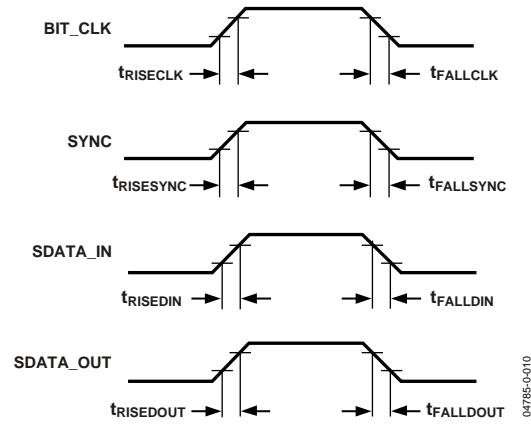 BIT_CLK
tRISECLK
tFALLCLK
SYNC
tRISESYNC
tFALLSYNC
SDATA_IN
tRISEDIN
tFALLDIN
SDATA_OUT
tRISEDOUT
tFALLDOUT
04785-0-010